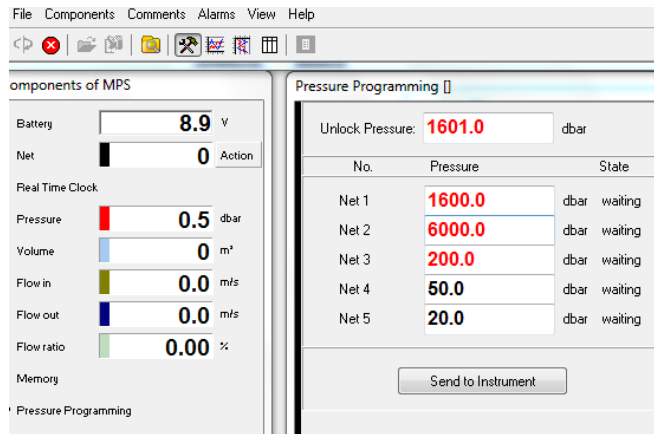 File Components Comments Alarms View Help
omponents of MPS
Battery 8.9 V
Net 0 Action
Real Time Clock
Pressure 0.5 dbar
Volume 0 m³
Flow in 0.0 m/s
Flow out 0.0 m/s
Flow ratio 0.00 %
Memory
Pressure Programming
Pressure Programming []
Unlock Pressure: 1601.0 dbar
No. Pressure State
Net 1 1600.0 dbar waiting
Net 2 6000.0 dbar waiting
Net 3 200.0 dbar waiting
Net 4 50.0 dbar waiting
Net 5 20.0 dbar waiting
Send to Instrument